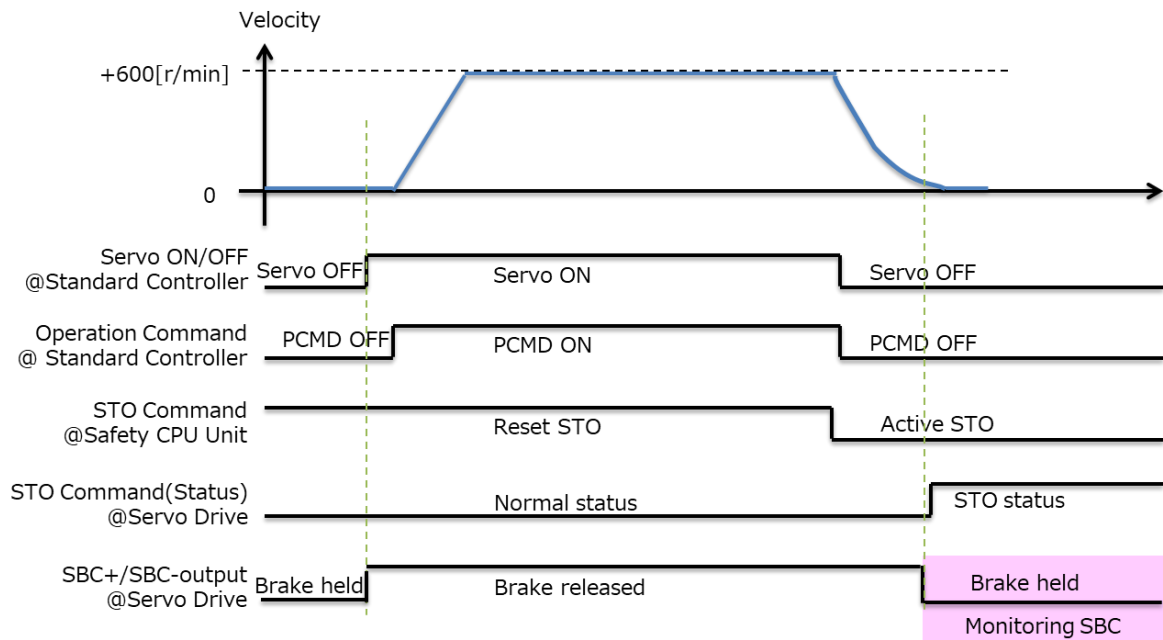 Velocity
+600[r/min]
0
Servo ON/OFF
@Standard Controller
Servo OFF
Servo ON
Servo OFF
Operation Command
@ Standard Controller
PCMD OFF
PCMD ON
PCMD OFF
STO Command
@Safety CPU Unit
Reset STO
Active STO
STO Command(Status)
@Servo Drive
Normal status
STO status
SBC+/SBC-output
@Servo Drive
Brake held
Brake released
Brake held
Monitoring SBC